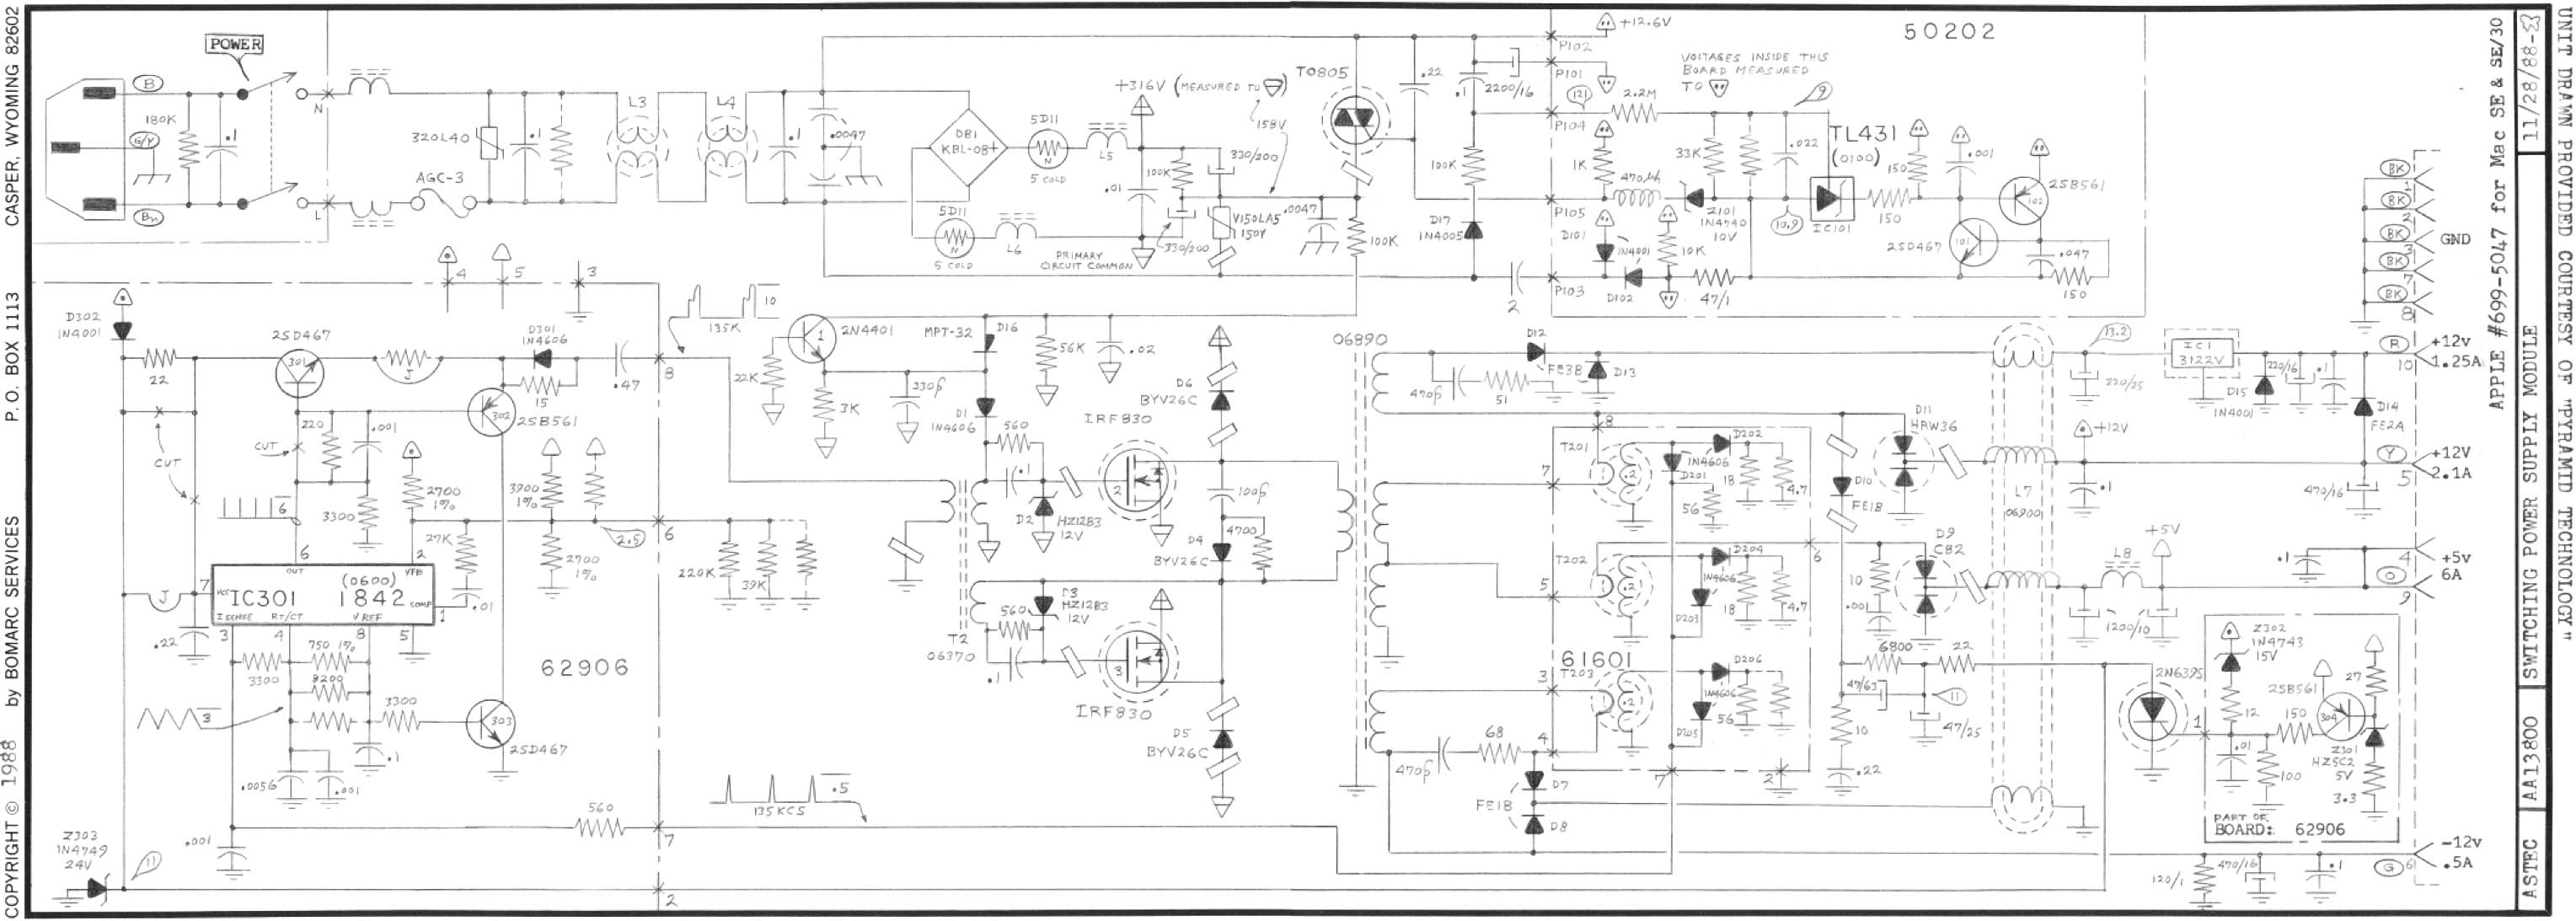 COPYRIGHT © 1988 by BOMARC SERVICES P.O. BOX 1113 CASPER, WYOMING 82602
POWER
B
G/Y
Bn
180K
.1
N
L
320L40
AGC-3
.1
L3
L4
.1
.0047
DB1
KBL-08
+
5D11
N
5 COLD
5D11
N
5 COLD
L5
L6
+316V (MEASURED TO
158V
100K
.01
330/200
330/200
V150LA5
150V
.0047
PRIMARY
CIRCUIT COMMON
TO805
100K
.22
.1
2200/16
100K
D17
1N4005
2
P102
P101
P104
P105
P103
+12.6V
50202
VOLTAGES INSIDE THIS
BOARD MEASURED
TO
121
2.2M
9
1K
470µH
33K
.022
Z101
1N4740
10V
10.9
TL431
(0100)
IC101
150
150
.001
2SB561
102
2SD467
101
.047
150
D101
1N4001
D102
10K
47/1
4
5
3
D302
1N4001
22
2SD467
301
J
D301
1N4606
15
.47
8
302
2SB561
CUT
CUT
220
.001
3300
6
2700
1%
3900
1%
2700
1%
2.5
6
27K
.01
IC301
(0600)
1842
OUT
VFB
VCC
COMP
I SENSE
RT/CT
V REF
6
2
7
1
3
4
8
5
J
.22
3300
750 1%
8200
3300
3
.0056
.001
.1
303
2SD467
62906
560
7
.001
Z303
1N4749
24V
11
2
10
135K
1
2N4401
22K
3K
330p
MPT-32
D16
56K
.02
D1
1N4606
560
.1
D2
HZ12B3
12V
IRF830
2
D6
BYV26C
100p
D4
BYV26C
4700
220K
39K
T2
06370
560
.1
HZ12B3
12V
3
IRF830
D5
BYV26C
.5
135KCS
06890
D12
FE3B
D13
470p
51
8
T201
.2
7
D202
1N4606
D201
18
4.7
56
T202
.2
5
6
D204
1N4606
D203
18
4.7
61601
T203
.2
3
4
D206
1N4606
D205
56
7
2
68
470p
D7
FE1B
D8
D11
HRW36
D10
FE1B
D9
CB2
10
.001
6800
22
47/63
11
47/25
10
.22
L7
06900
13.2
220/25
IC1
3122V
220/16
.1
D15
1N4001
D14
FE2A
+12V
.1
470/16
L8
+5V
1200/10
.1
2N6395
1
Z302
1N4743
15V
12
.01
100
150
2SB561
304
27
Z301
HZ5C2
5V
3.3
PART OF
BOARD: 62906
120/1
470/16
.1
BK
1
BK
2
BK
3
BK
7
BK
8
GND
R
10
+12v
1.25A
Y
5
+12V
2.1A
4
O
9
+5v
6A
G
6
-12v
.5A
APPLE #699-5047 for Mac SE & SE/30
ASTEC
AA13800
SWITCHING POWER SUPPLY MODULE
11/28/88-
UNIT DRAWN PROVIDED COURTESY OF "PYRAMID TECHNOLOGY"